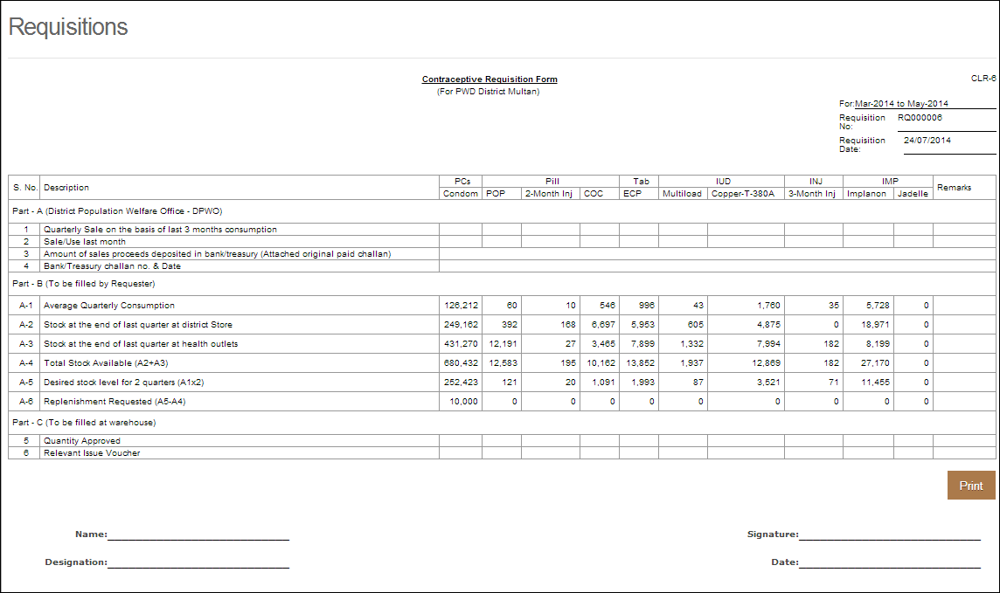 Requisitions
Contraceptive Requisition Form
CLR-6
(For PWD District Multan)
For:Mar-2014 to May-2014
Requisition No: RQ000006
Requisition Date: 24/07/2014
S. No. Description PCs Pill Tab IUD INJ IMP Remarks
Condom POP 2-Month Inj COC ECP Multiload Copper-T-380A 3-Month Inj Implanon Jadelle
Part - A (District Population Welfare Office - DPWO)
1 Quarterly Sale on the basis of last 3 months consumption
2 Sale/Use last month
3 Amount of sales proceeds deposited in bank/treasury (Attached original paid challan)
4 Bank/Treasury challan no. & Date
Part - B (To be filled by Requester)
A-1 Average Quarterly Consumption 126,212 60 10 546 996 43 1,760 35 5,728 0
A-2 Stock at the end of last quarter at district Store 249,162 392 168 6,697 5,953 605 4,875 0 18,971 0
A-3 Stock at the end of last quarter at health outlets 431,270 12,191 27 3,465 7,899 1,332 7,994 182 8,199 0
A-4 Total Stock Available (A2+A3) 680,432 12,583 195 10,162 13,852 1,937 12,869 182 27,170 0
A-5 Desired stock level for 2 quarters (A1x2) 252,423 121 20 1,091 1,993 87 3,521 71 11,455 0
A-6 Replenishment Requested (A5-A4) 10,000 0 0 0 0 0 0 0 0 0
Part - C (To be filled at warehouse)
5 Quantity Approved
6 Relevant Issue Voucher
Print
Name: Signature:
Designation: Date: